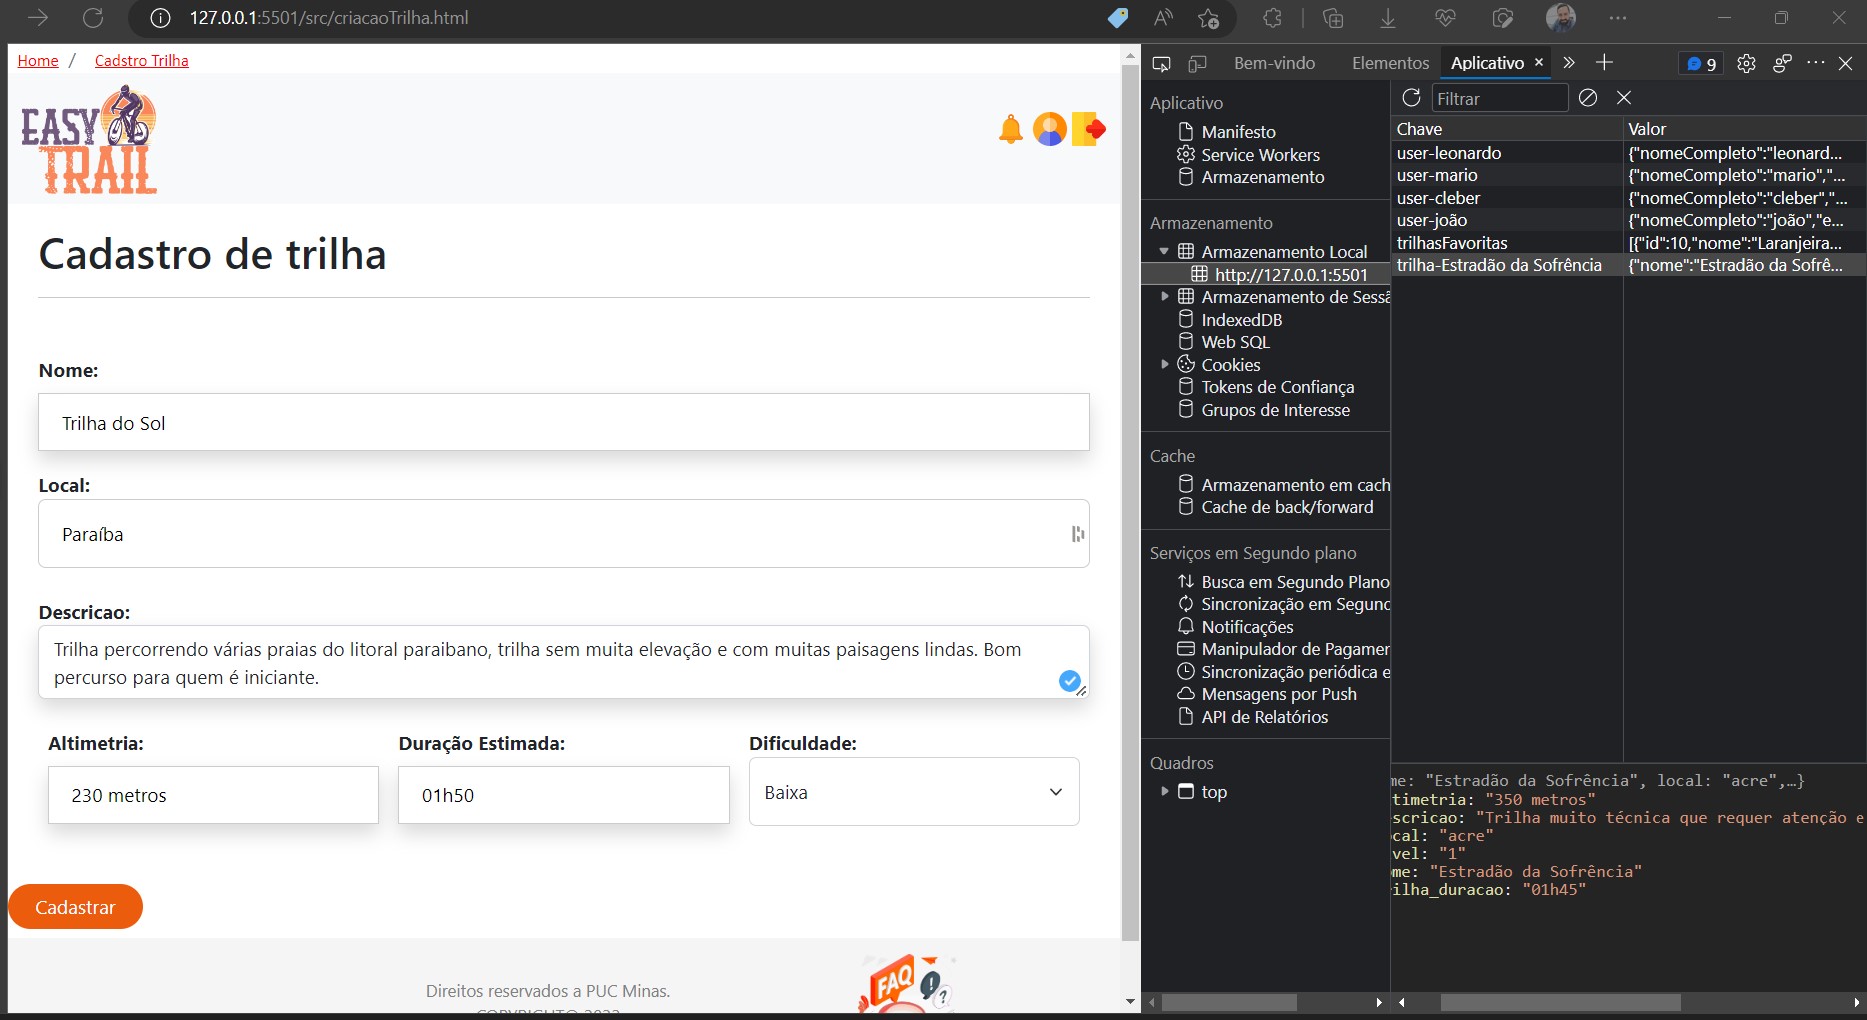 127.0.0.1:5501/src/criacaoTrilha.html
Home / Cadstro Trilha
EASY
TRAIL
Cadastro de trilha
Nome:
Trilha do Sol
Local:
Paraíba
Descricao:
Trilha percorrendo várias praias do litoral paraibano, trilha sem muita elevação e com muitas paisagens lindas. Bom
percurso para quem é iniciante.
Altimetria: Duração Estimada: Dificuldade:
230 metros 01h50 Baixa
Cadastrar
Direitos reservados a PUC Minas.
COPYRIGHT© 2022
FAQ
Bem-vindo Elementos Aplicativo 9
Aplicativo
Manifesto
Service Workers
Armazenamento
Armazenamento
Armazenamento Local
http://127.0.0.1:5501
Armazenamento de Sessã
IndexedDB
Web SQL
Cookies
Tokens de Confiança
Grupos de Interesse
Cache
Armazenamento em cach
Cache de back/forward
Serviços em Segundo plano
Busca em Segundo Plano
Sincronização em Segund
Notificações
Manipulador de Pagamen
Sincronização periódica e
Mensagens por Push
API de Relatórios
Quadros
top
Filtrar
Chave Valor
user-leonardo {"nomeCompleto":"leonard...
user-mario {"nomeCompleto":"mario","...
user-cleber {"nomeCompleto":"cleber","...
user-joão {"nomeCompleto":"joão","e...
trilhasFavoritas [{"id":10,"nome":"Laranjeira...
trilha-Estradão da Sofrência {"nome":"Estradão da Sofrê...
me: "Estradão da Sofrência", local: "acre",…}
timetria: "350 metros"
scricao: "Trilha muito técnica que requer atenção e
cal: "acre"
vel: "1"
me: "Estradão da Sofrência"
ilha_duracao: "01h45"